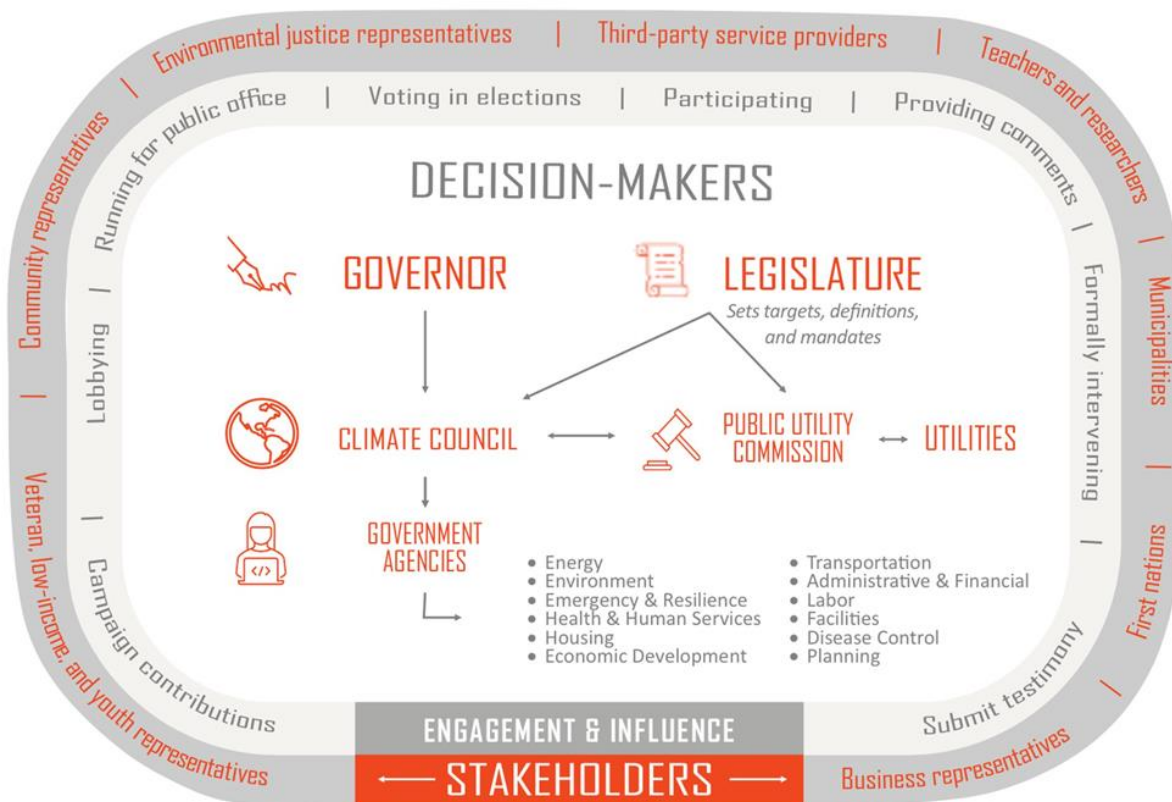 Environmental justice representatives | Third-party service providers | Teachers and researchers | Municipalities | First nations | Business representatives
Community representatives |
Veteran, low-income, and youth representatives
Running for public office | Voting in elections | Participating | Providing comments | Formally intervening | Submit testimony
Lobbying |
Campaign contributions |
DECISION-MAKERS
GOVERNOR
LEGISLATURE
Sets targets, definitions,
and mandates
CLIMATE COUNCIL
PUBLIC UTILITY
COMMISSION
UTILITIES
GOVERNMENT
AGENCIES
</>
• Energy
• Environment
• Emergency & Resilience
• Health & Human Services
• Housing
• Economic Development
• Transportation
• Administrative & Financial
• Labor
• Facilities
• Disease Control
• Planning
ENGAGEMENT & INFLUENCE
STAKEHOLDERS